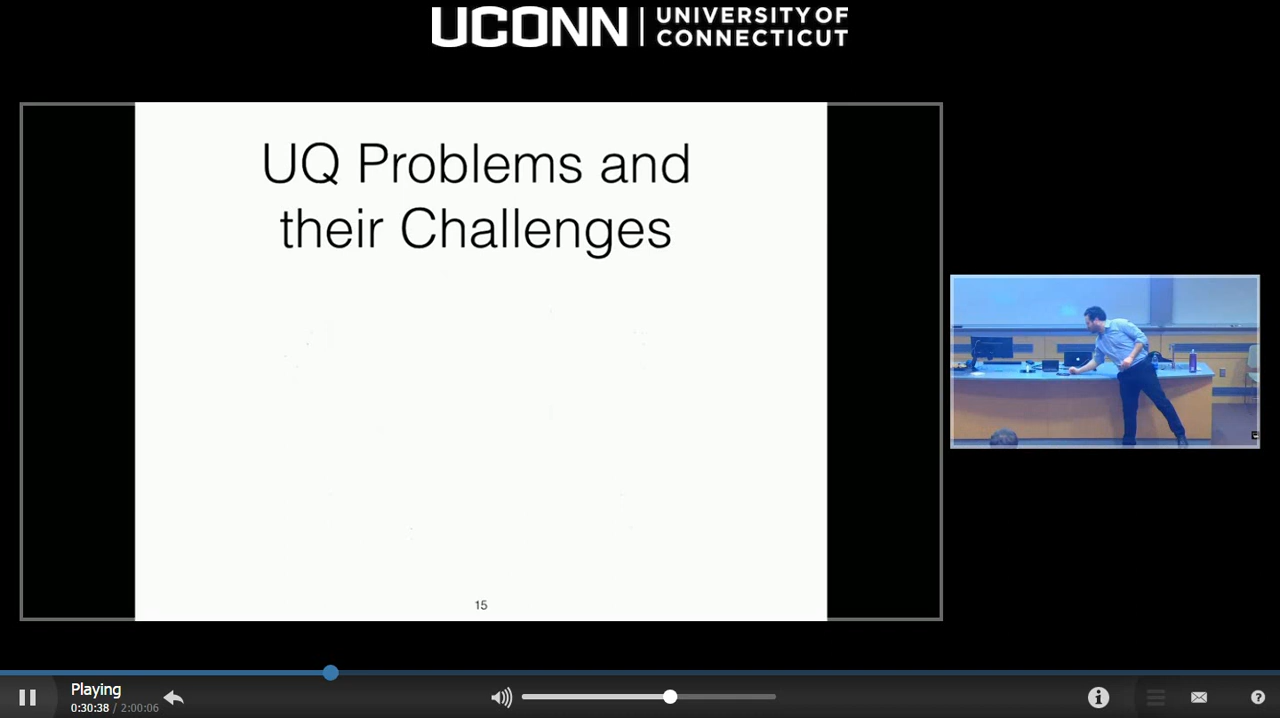 UCONN
UNIVERSITY OF
CONNECTICUT
UQ Problems and
their Challenges
15
Playing
0:30:38 / 2:00:06